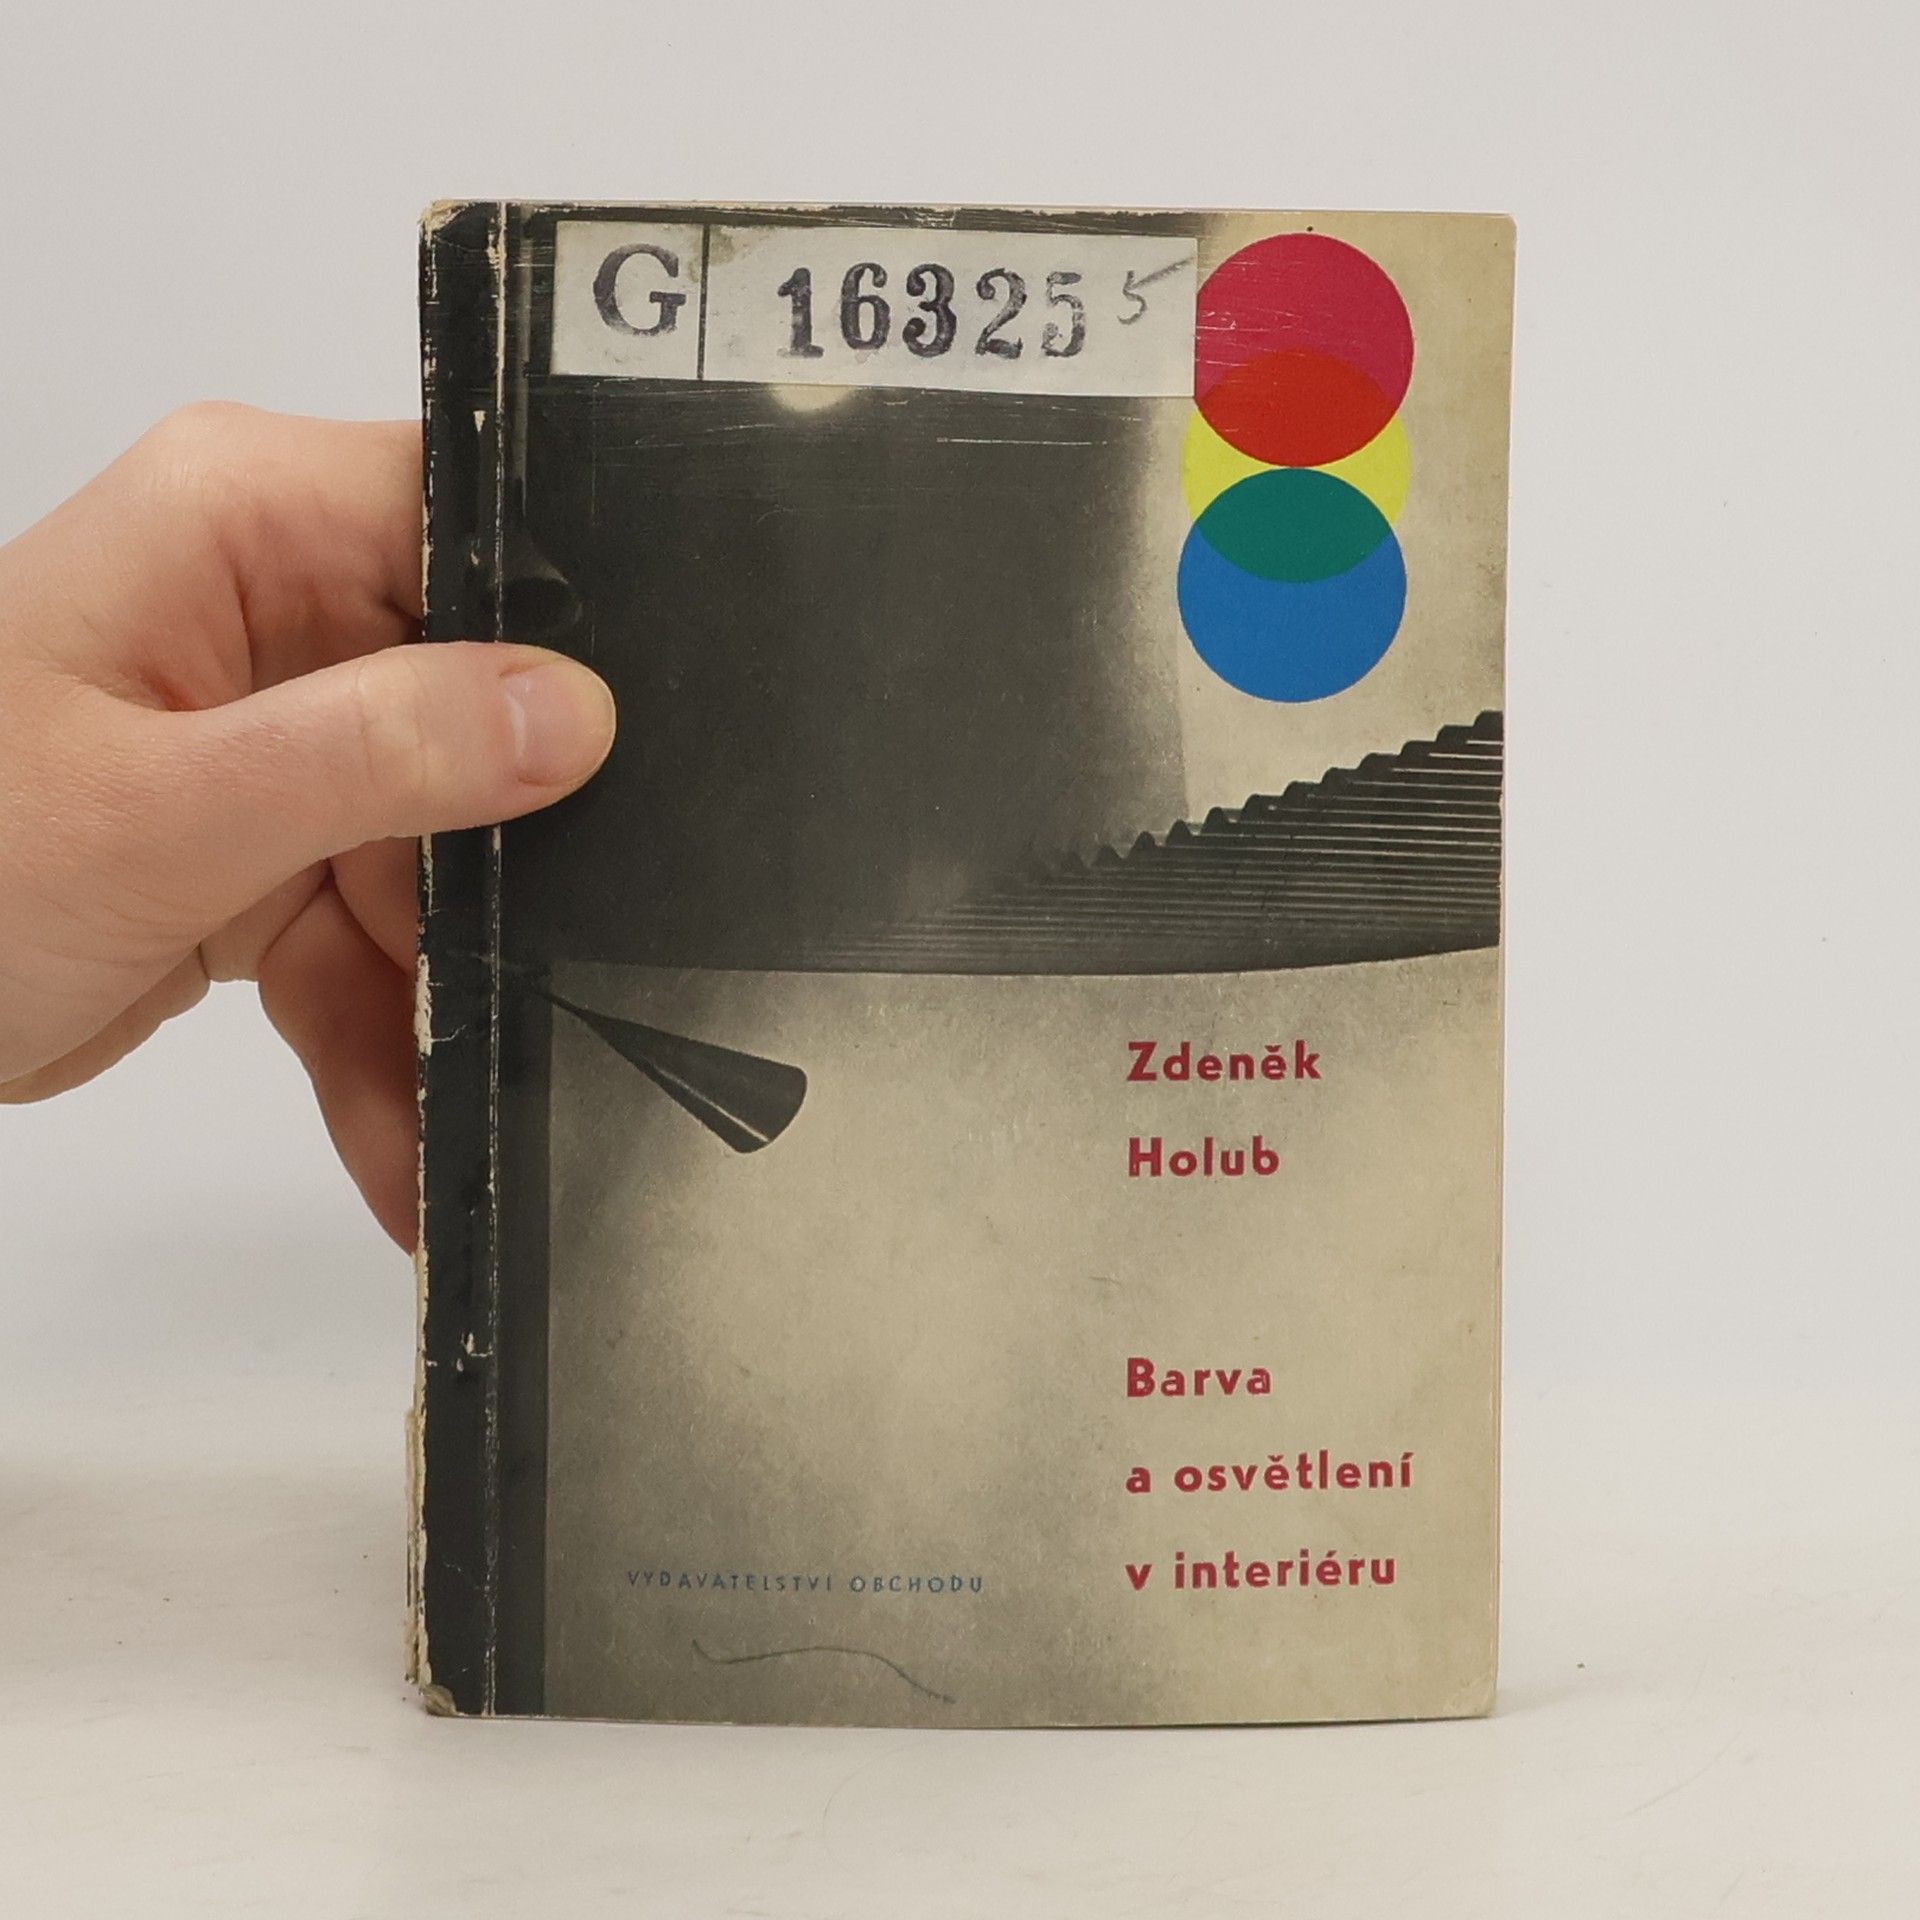 G 16325 5
Zdeněk
Holub
Barva
a osvětlení
v interiéru
VYDAVATELSTVÍ OBCHODU